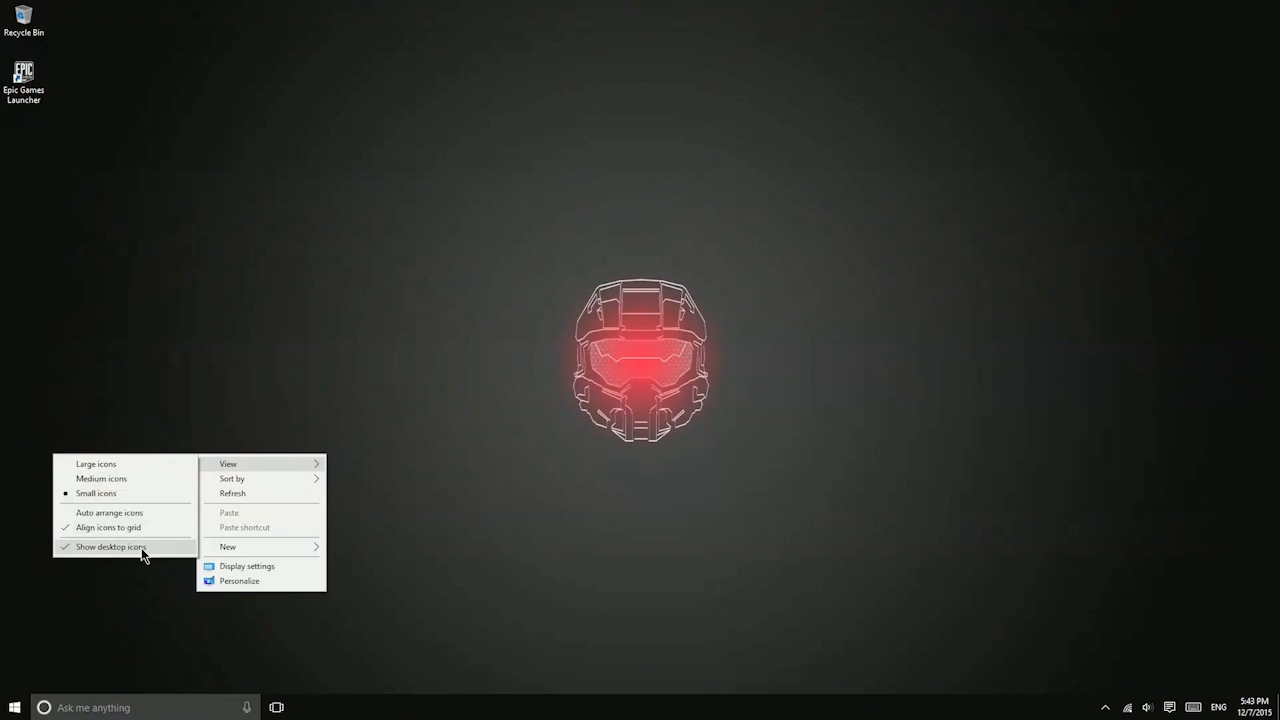 Recycle Bin
EPIC
GAMES
Epic Games
Launcher
Large icons
Medium icons
Small icons
Auto arrange icons
Align icons to grid
Show desktop icons
View
Sort by
Refresh
Paste
Paste shortcut
New
Display settings
Personalize
Ask me anything
ENG
5:43 PM
12/7/2015